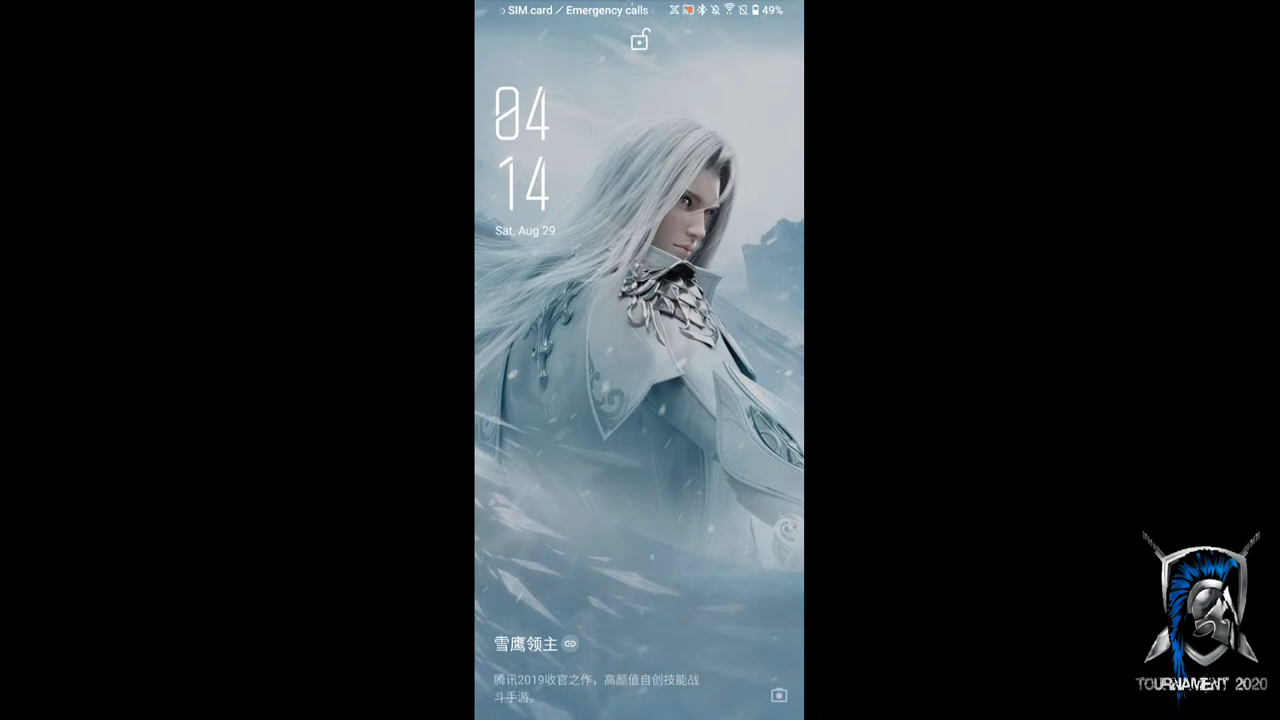 SIM card / Emergency calls
49%
04
14
Sat, Aug 29
雪鹰领主
腾讯2019收官之作，高颜值自创技能战
斗手游。
TOURNAMENT 2020